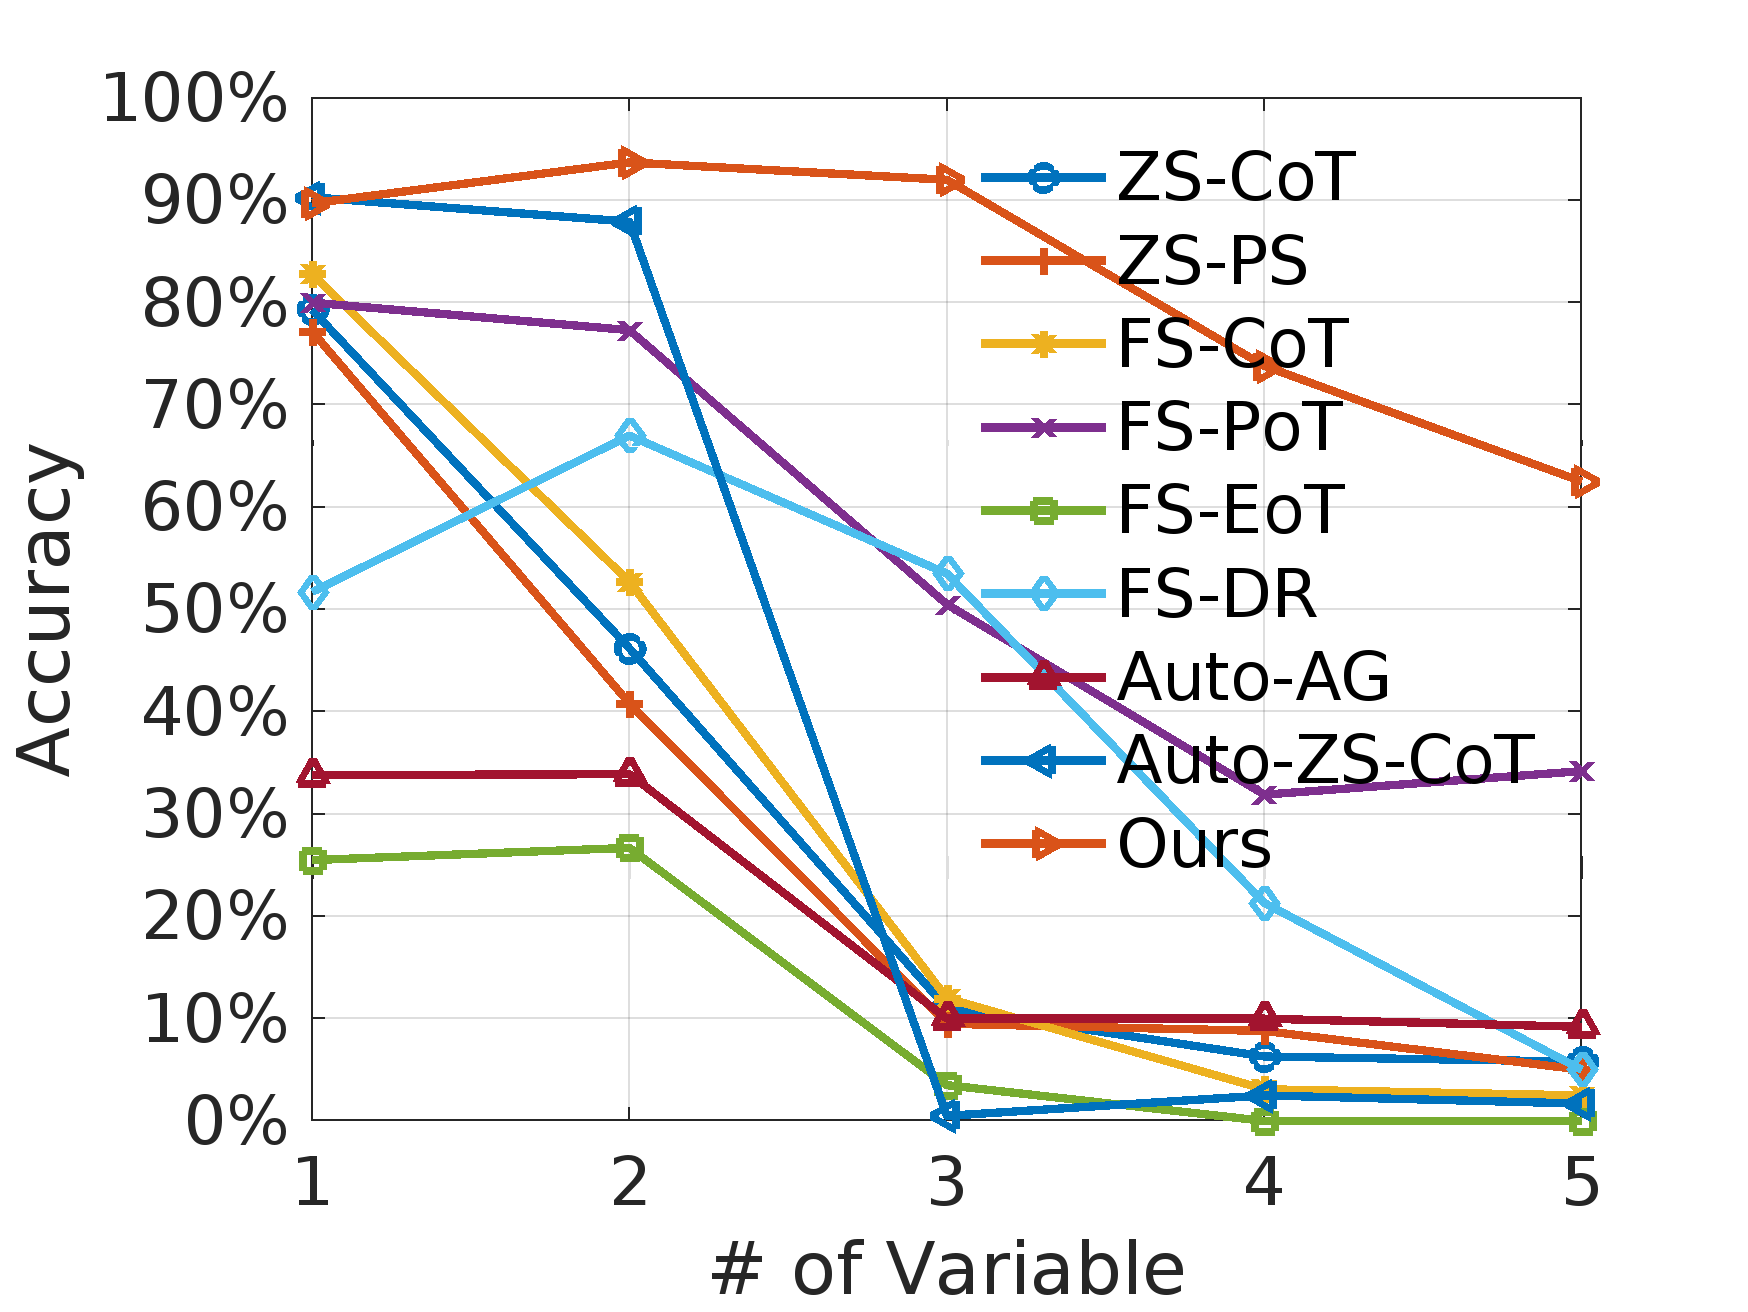 100%
90%
80%
70%
60%
50%
40%
30%
20%
10%
0%
Accuracy
1 2 3 4 5
# of Variable
ZS-CoT
ZS-PS
FS-CoT
FS-PoT
FS-EoT
FS-DR
Auto-AG
Auto-ZS-CoT
Ours